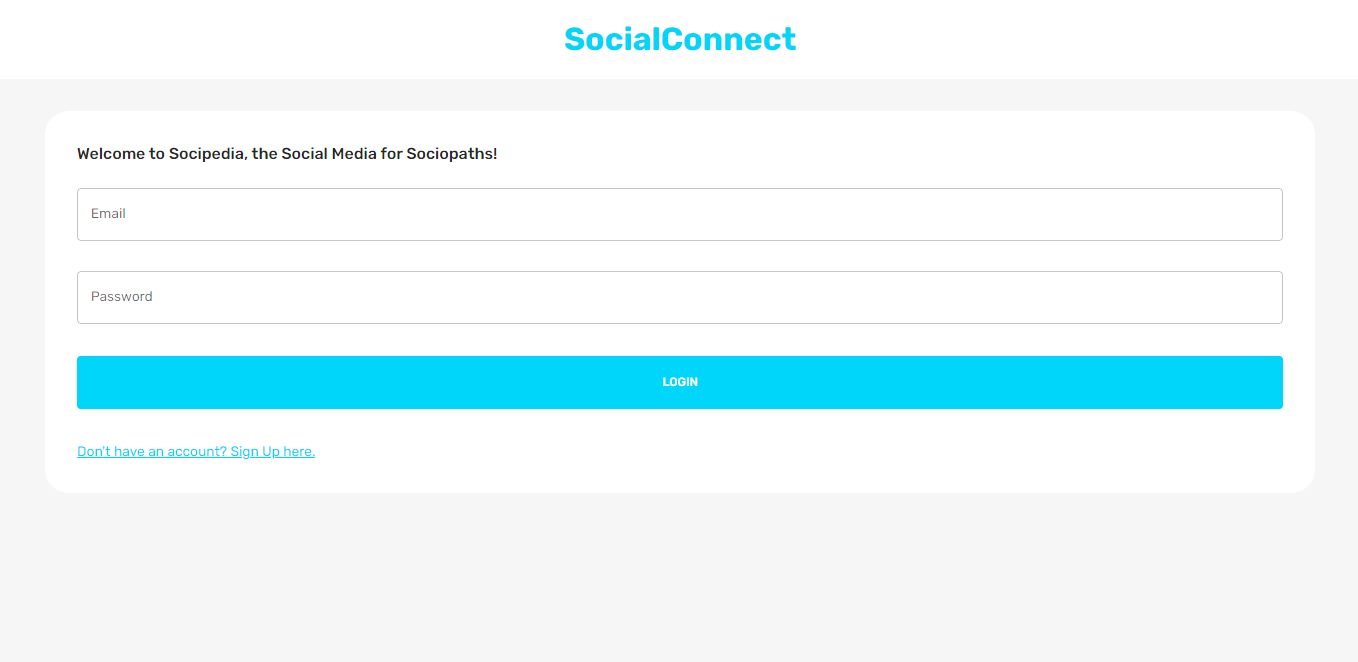 SocialConnect
Welcome to Socipedia, the Social Media for Sociopaths!
Email
Password
LOGIN
Don't have an account? Sign Up here.